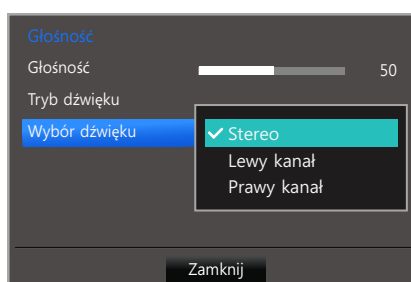 Głośność
Głośność 50
Tryb dźwięku
Wybór dźwięku
Stereo
Lewy kanał
Prawy kanał
Zamknij